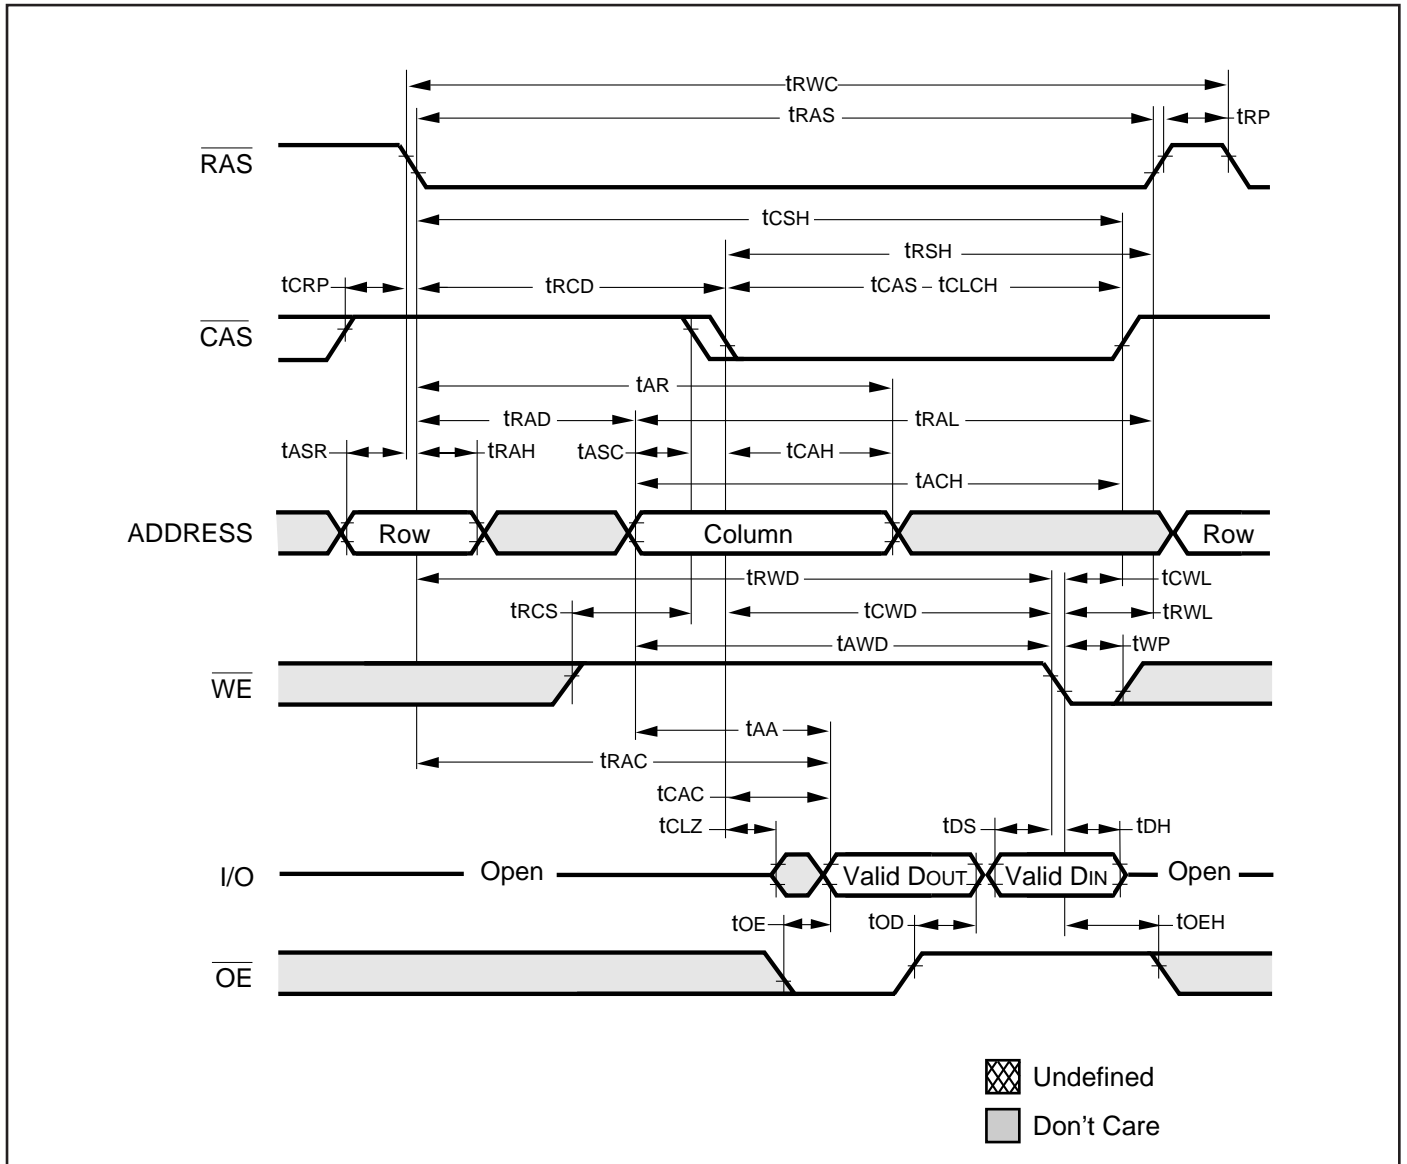 tRWC
tRAS
tRP
RAS
tCSH
tRSH
tCRP
tRCD
tCAS – tCLCH
CAS
tAR
tRAD
tRAL
tASR
tRAH
tASC
tCAH
tACH
ADDRESS
Row
Column
Row
tRWD
tCWL
tRCS
tCWD
tRWL
tAWD
tWP
WE
tAA
tRAC
tCAC
tCLZ
tDS
tDH
I/O
Open
Valid DOUT
Valid DIN
Open
tOE
tOD
tOEH
OE
Undefined
Don't Care